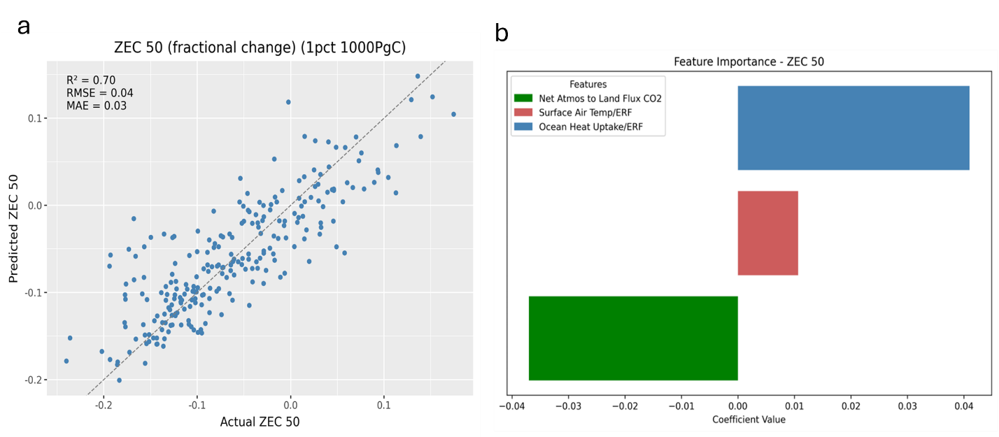 a
ZEC 50 (fractional change) (1pct 1000PgC)
R² = 0.70
RMSE = 0.04
MAE = 0.03
Predicted ZEC 50
0.1
0.0
-0.1
-0.2
-0.2 -0.1 0.0 0.1
Actual ZEC 50
b
Feature Importance - ZEC 50
Features
Net Atmos to Land Flux CO2
Surface Air Temp/ERF
Ocean Heat Uptake/ERF
−0.04 −0.03 −0.02 −0.01 0.00 0.01 0.02 0.03 0.04
Coefficient Value